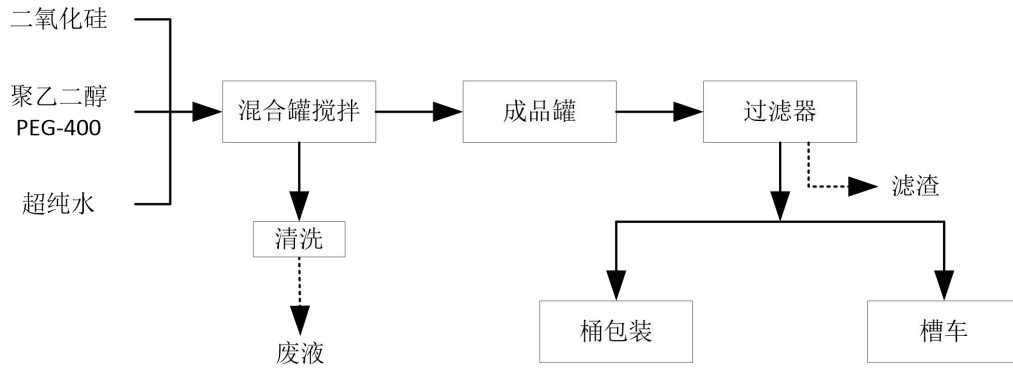 二氧化硅
聚乙二醇
PEG-400
超纯水
混合罐搅拌
成品罐
过滤器
滤渣
清洗
废液
桶包装
槽车